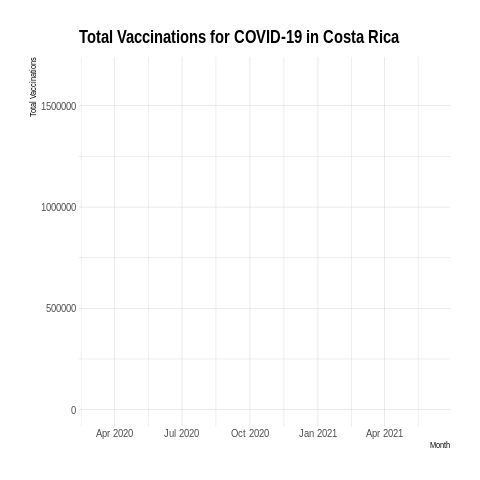 Total Vaccinations for COVID-19 in Costa Rica
Total Vaccinations
1500000
1000000
500000
0
Apr 2020 Jul 2020 Oct 2020 Jan 2021 Apr 2021
Month